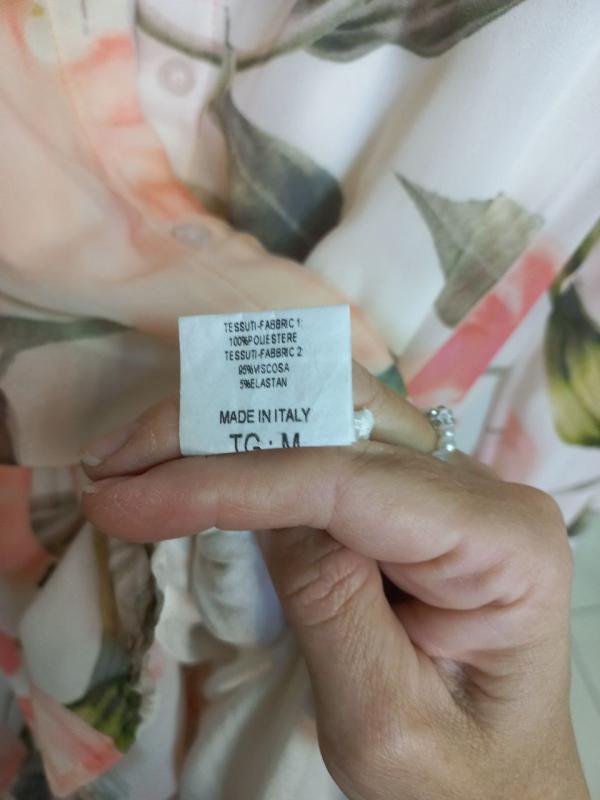 TESSUTI-FABBRIC 1:
100%POLIESTERE
TESSUTI-FABBRIC 2:
95%VISCOSA
5%ELASTAN
MADE IN ITALY
TG : M